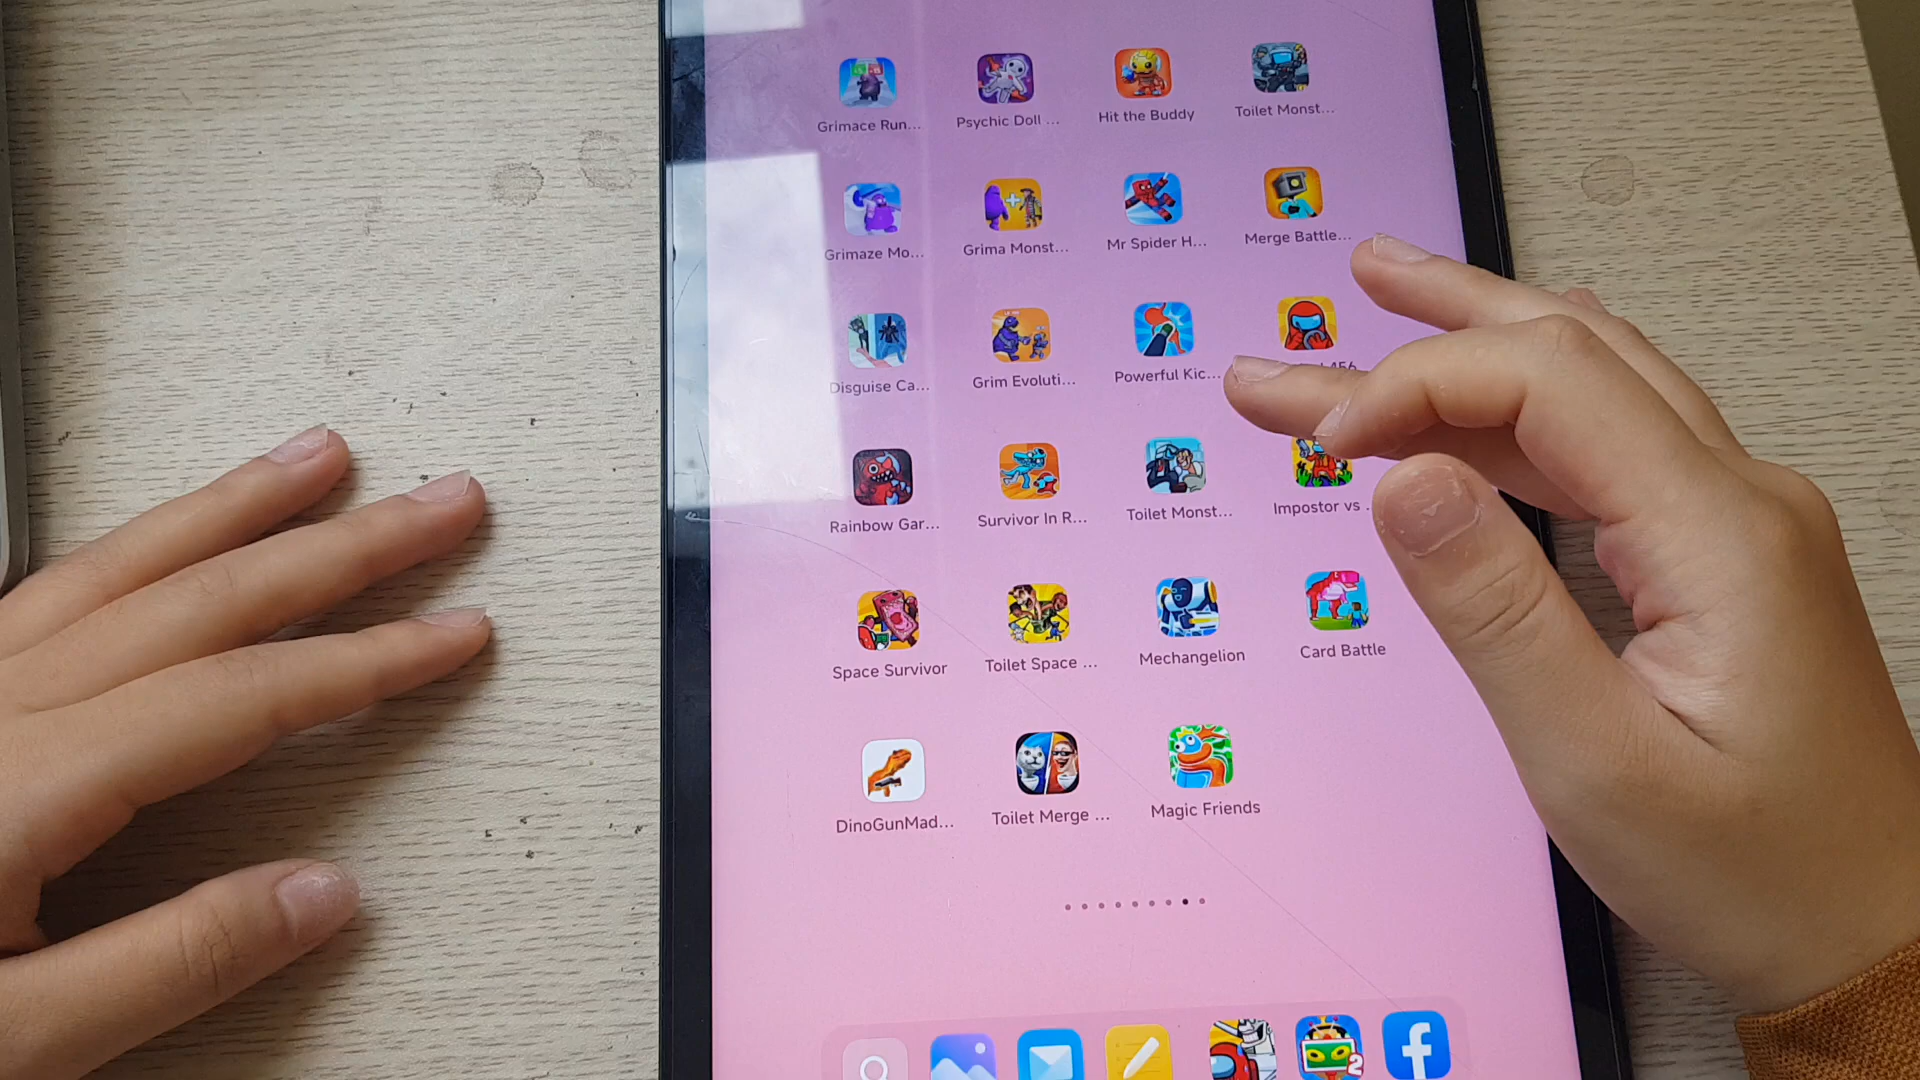 Grimace Run...
Psychic Doll ...
Hit the Buddy
Toilet Monst...
Grimaze Mo...
Grima Monst...
Mr Spider H...
Merge Battle...
Disguise Ca...
Grim Evoluti...
Powerful Kic...
456
Rainbow Gar...
Survivor In R...
Toilet Monst...
Impostor vs .
Space Survivor
Toilet Space ...
Mechangelion
Card Battle
DinoGunMad...
Toilet Merge ...
Magic Friends
2
f